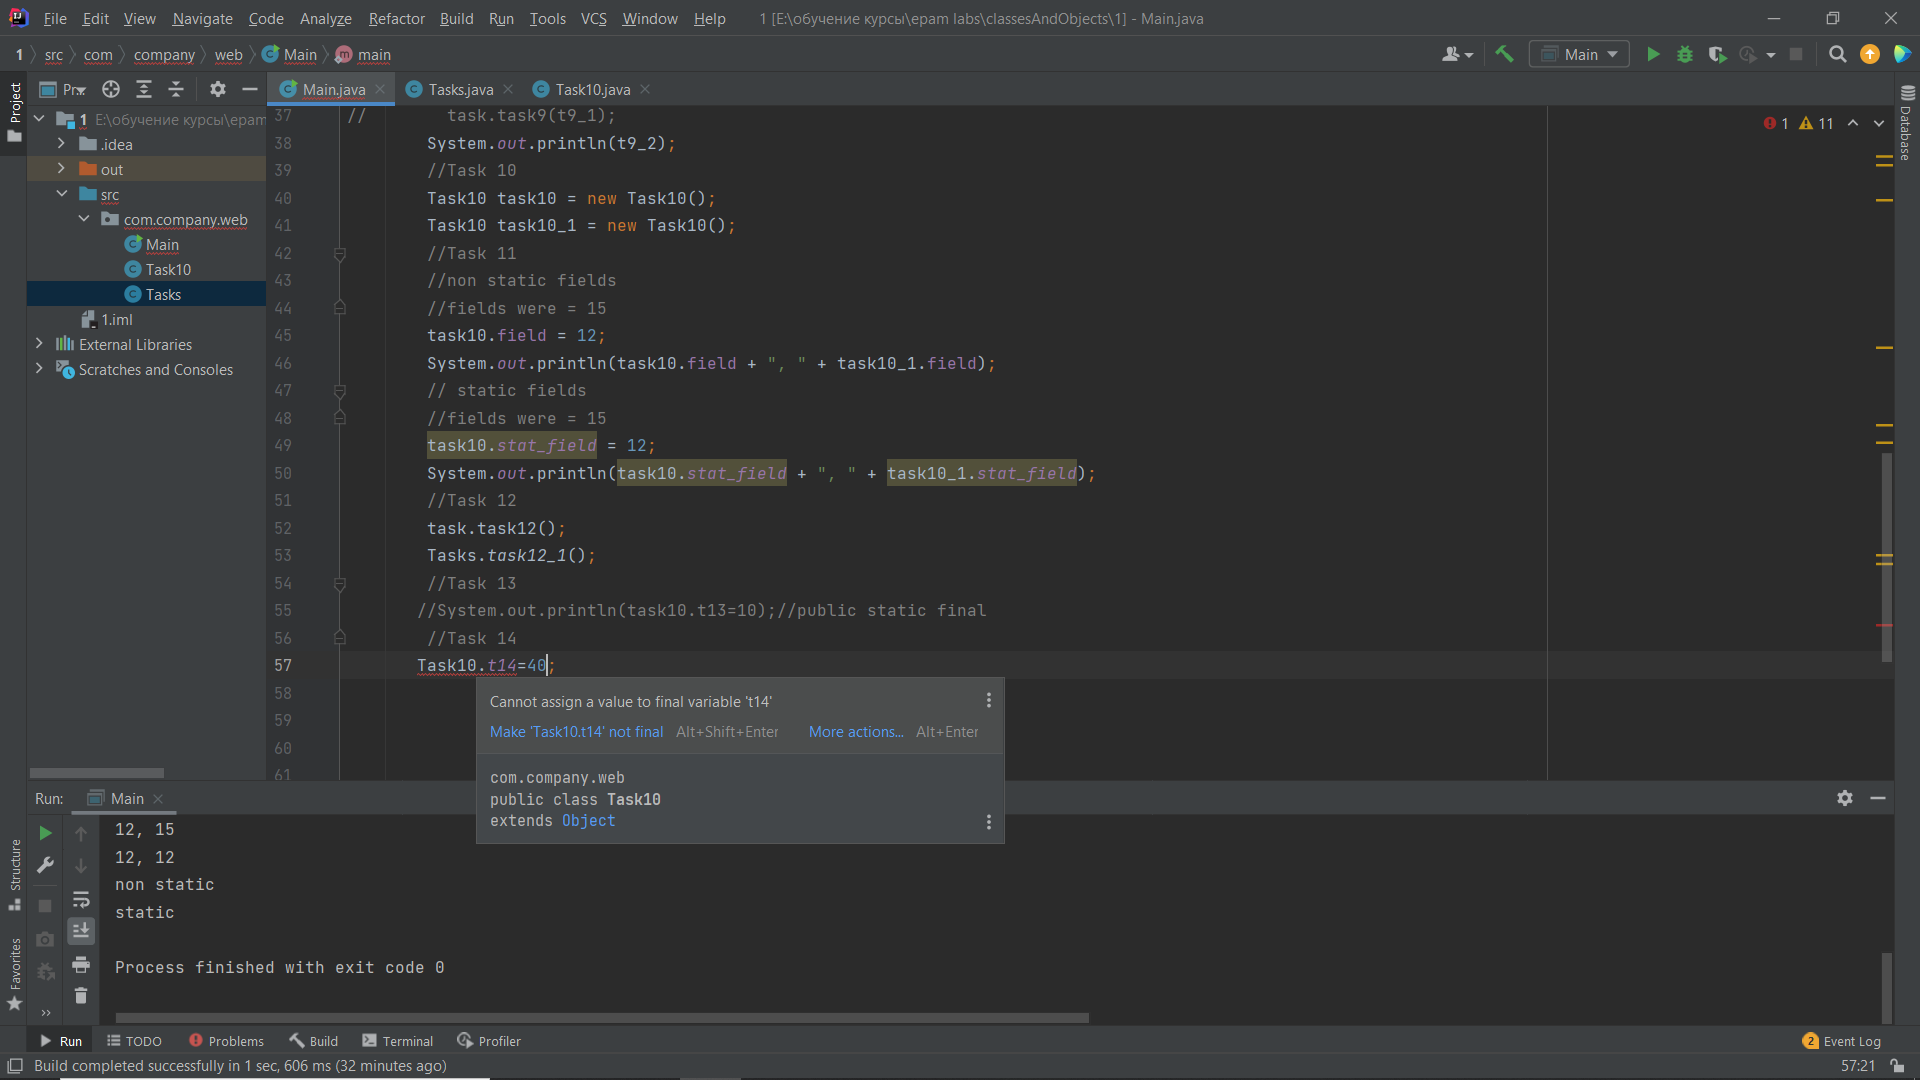 File Edit View Navigate Code Analyze Refactor Build Run Tools VCS Window Help 1 [E:\обучение курсы\epam labs\classesAndObjects\1] - Main.java
1 src com company web Main main Main
Project
Pr
Main.java Tasks.java Task10.java
Database
1 E:\обучение курсы\epam
.idea
out
src
com.company.web
Main
Task10
Tasks
1.iml
External Libraries
Scratches and Consoles
1 11
37 // task.task9(t9_1);
38 System.out.println(t9_2);
39 //Task 10
40 Task10 task10 = new Task10();
41 Task10 task10_1 = new Task10();
42 //Task 11
43 //non static fields
44 //fields were = 15
45 task10.field = 12;
46 System.out.println(task10.field + ", " + task10_1.field);
47 // static fields
48 //fields were = 15
49 task10.stat_field = 12;
50 System.out.println(task10.stat_field + ", " + task10_1.stat_field);
51 //Task 12
52 task.task12();
53 Tasks.task12_1();
54 //Task 13
55 //System.out.println(task10.t13=10);//public static final
56 //Task 14
57 Task10.t14=40;
58
59
60
61
Cannot assign a value to final variable 't14'
Make 'Task10.t14' not final Alt+Shift+Enter More actions... Alt+Enter
com.company.web
public class Task10
extends Object
Run: Main
12, 15
12, 12
non static
static
Process finished with exit code 0
Structure
Favorites
Run TODO Problems Build Terminal Profiler 2 Event Log
Build completed successfully in 1 sec, 606 ms (32 minutes ago) 57:21